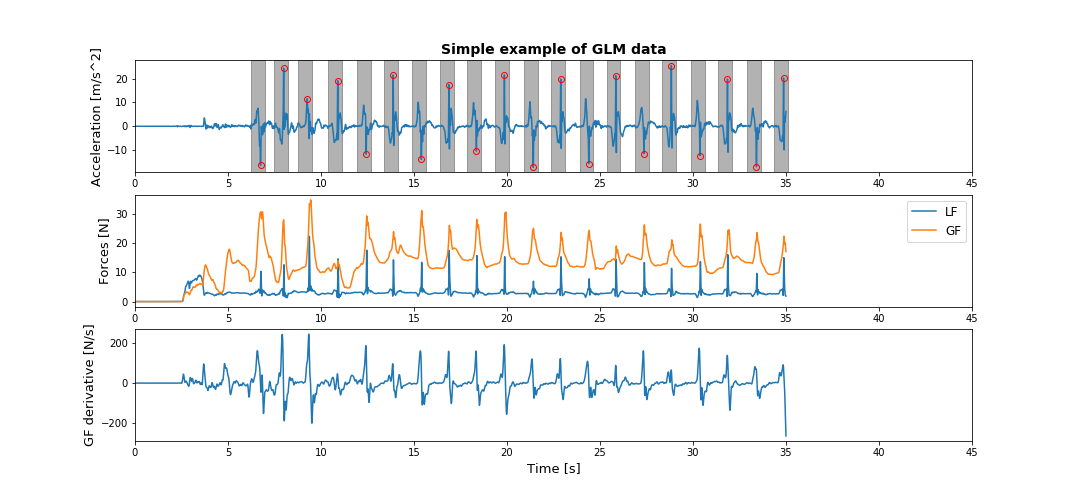 Simple example of GLM data
Acceleration [m/s^2]
20
10
0
−10
0 5 10 15 20 25 30 35 40 45
Forces [N]
30
20
10
0
LF
GF
0 5 10 15 20 25 30 35 40 45
GF derivative [N/s]
200
0
−200
0 5 10 15 20 25 30 35 40 45
Time [s]